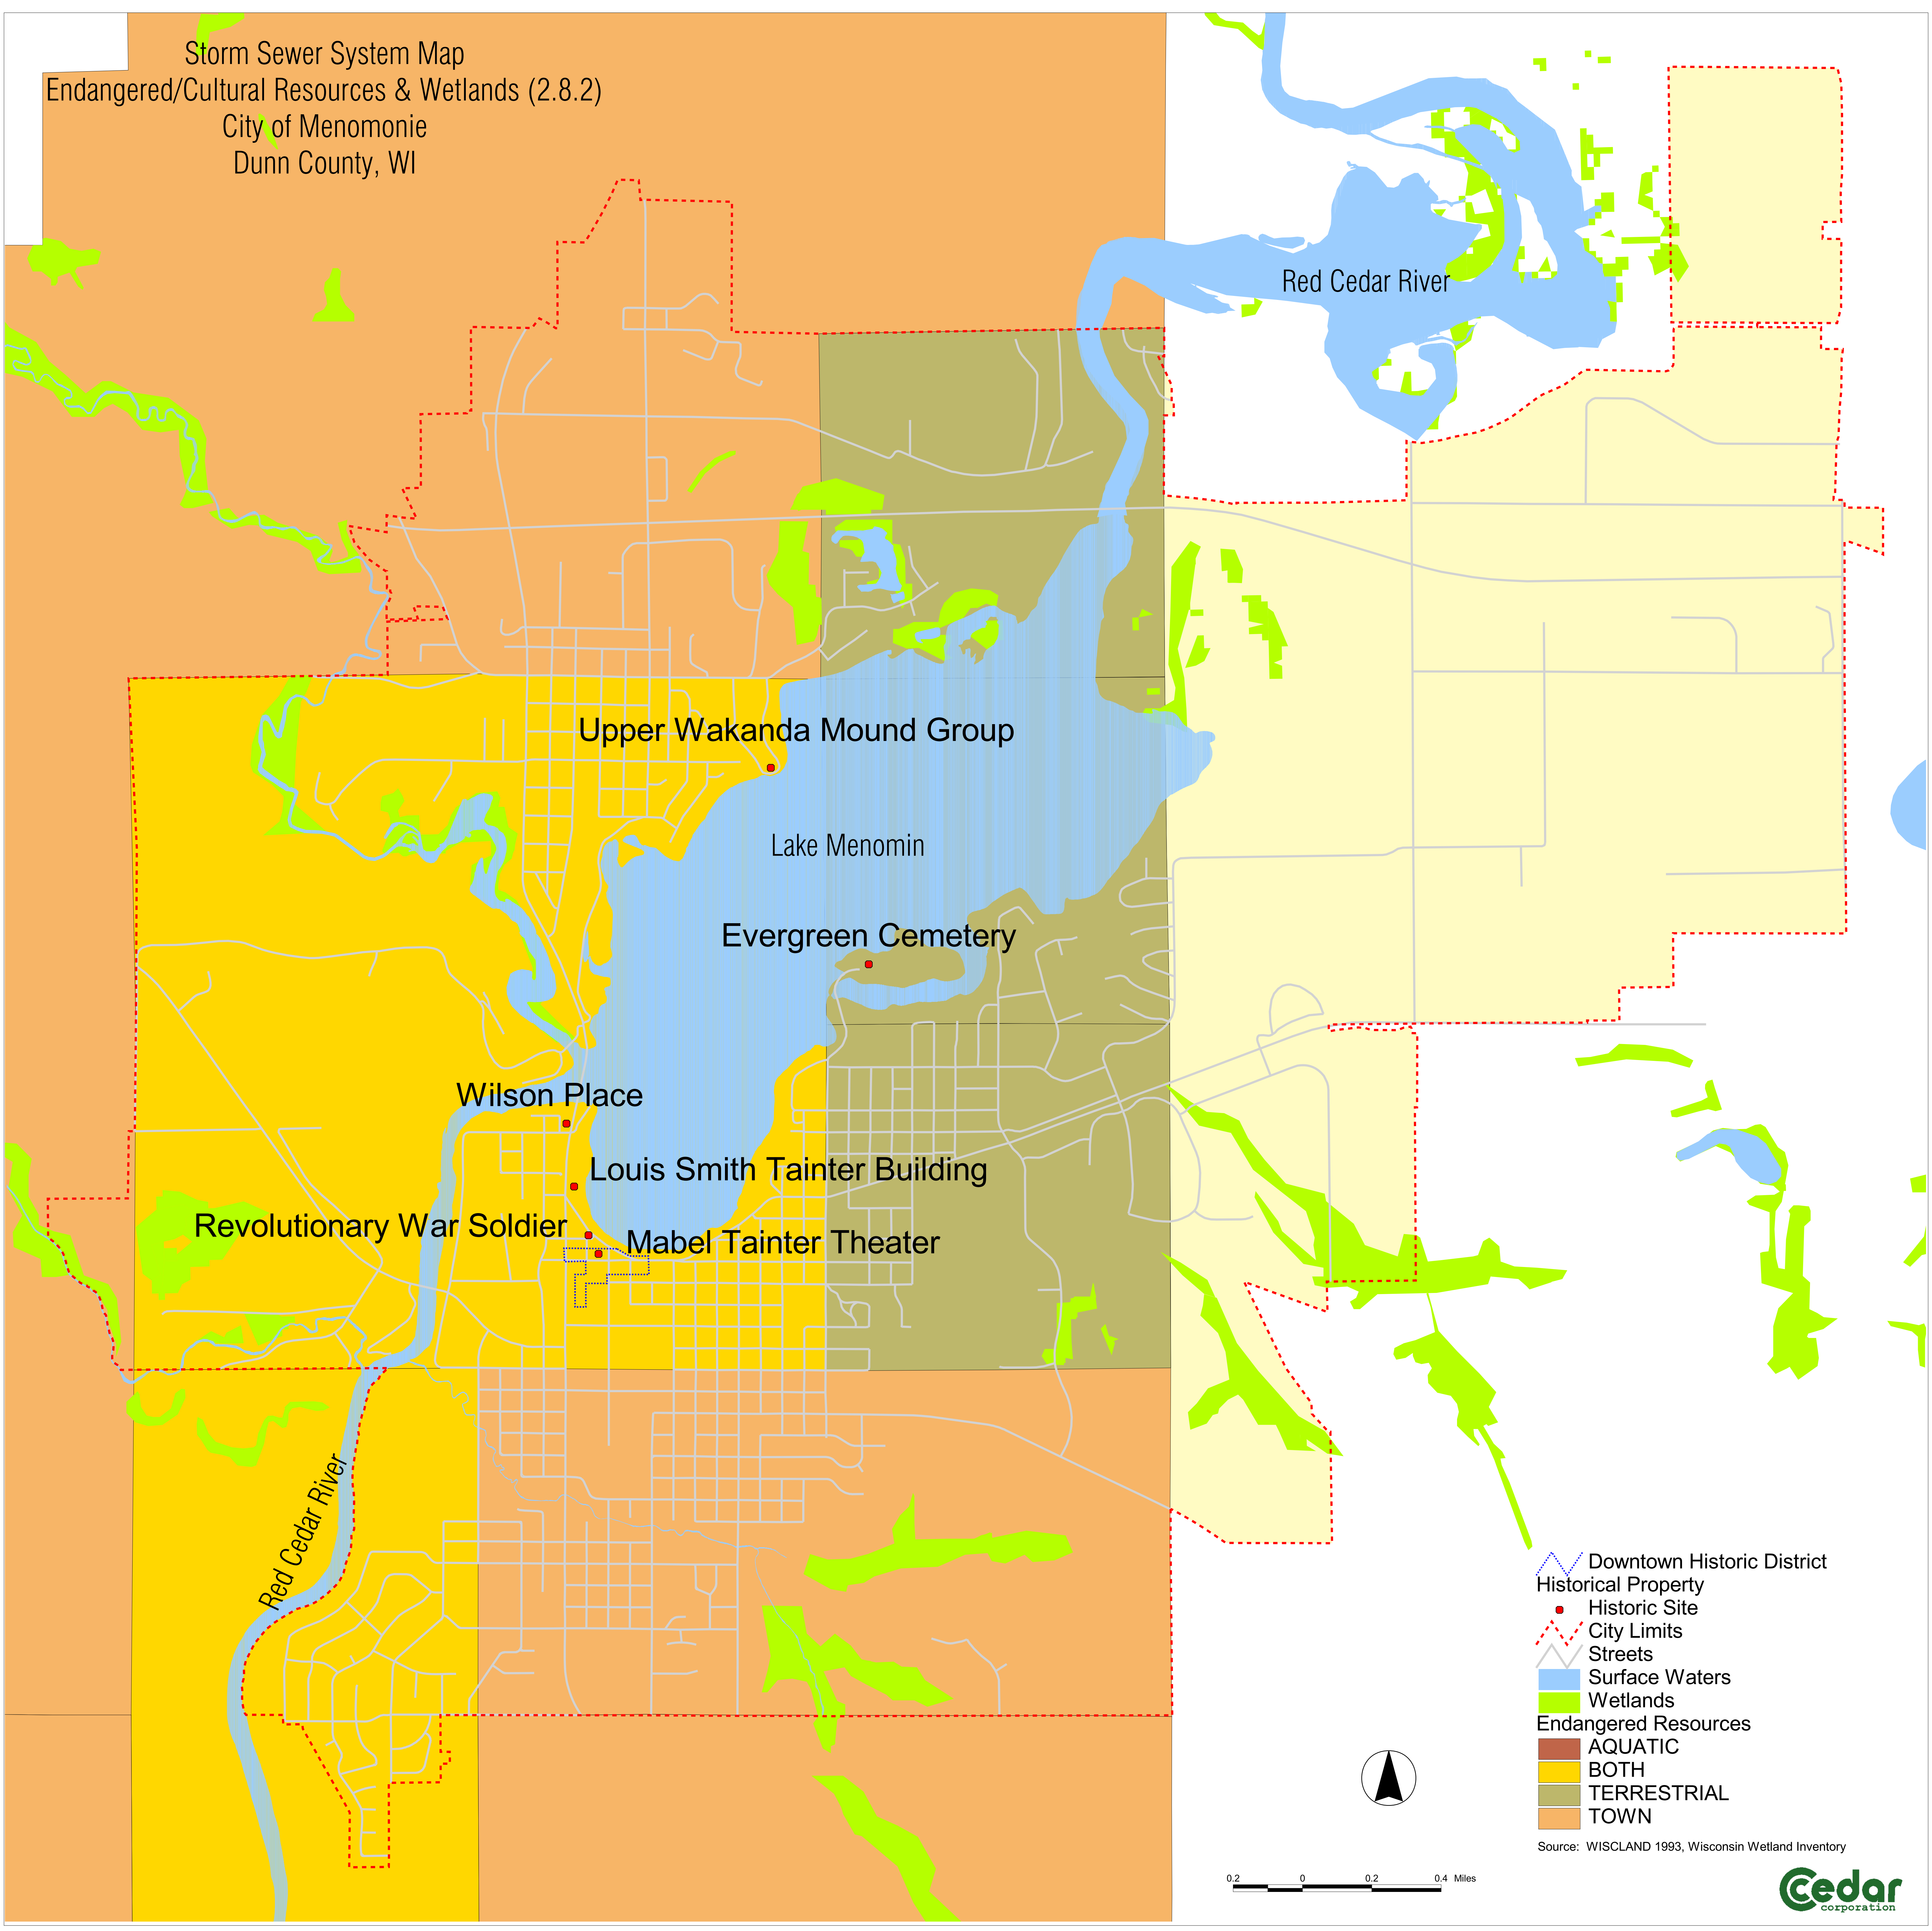 Storm Sewer System Map
Endangered/Cultural Resources & Wetlands (2.8.2)
City of Menomonie
Dunn County, WI
Red Cedar River
Upper Wakanda Mound Group
Lake Menomin
Evergreen Cemetery
Wilson Place
Louis Smith Tainter Building
Revolutionary War Soldier
Mabel Tainter Theater
Red Cedar River
Downtown Historic District
Historical Property
Historic Site
City Limits
Streets
Surface Waters
Wetlands
Endangered Resources
AQUATIC
BOTH
TERRESTRIAL
TOWN
Source: WISCLAND 1993, Wisconsin Wetland Inventory
0.2 0 0.2 0.4 Miles
Cedar
corporation